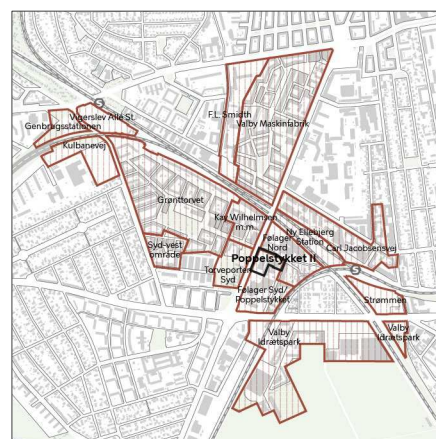 S
Vigerslev Allé St.
Genbrugsstationen
Kulbanevej
F.L. Smidth
Valby Maskinfabrik
Grønttorvet
Kay Wilhelmsen
m.m.
Følager
Nord
Ny Ellebjerg
Station
Carl Jacobsensvej
Syd-vest
område
Poppelstykket II
Torveporten
Syd
S
Følager Syd/
Poppelstykket
Strømmen
Valby
Idrætspark
Valby
Idrætspark